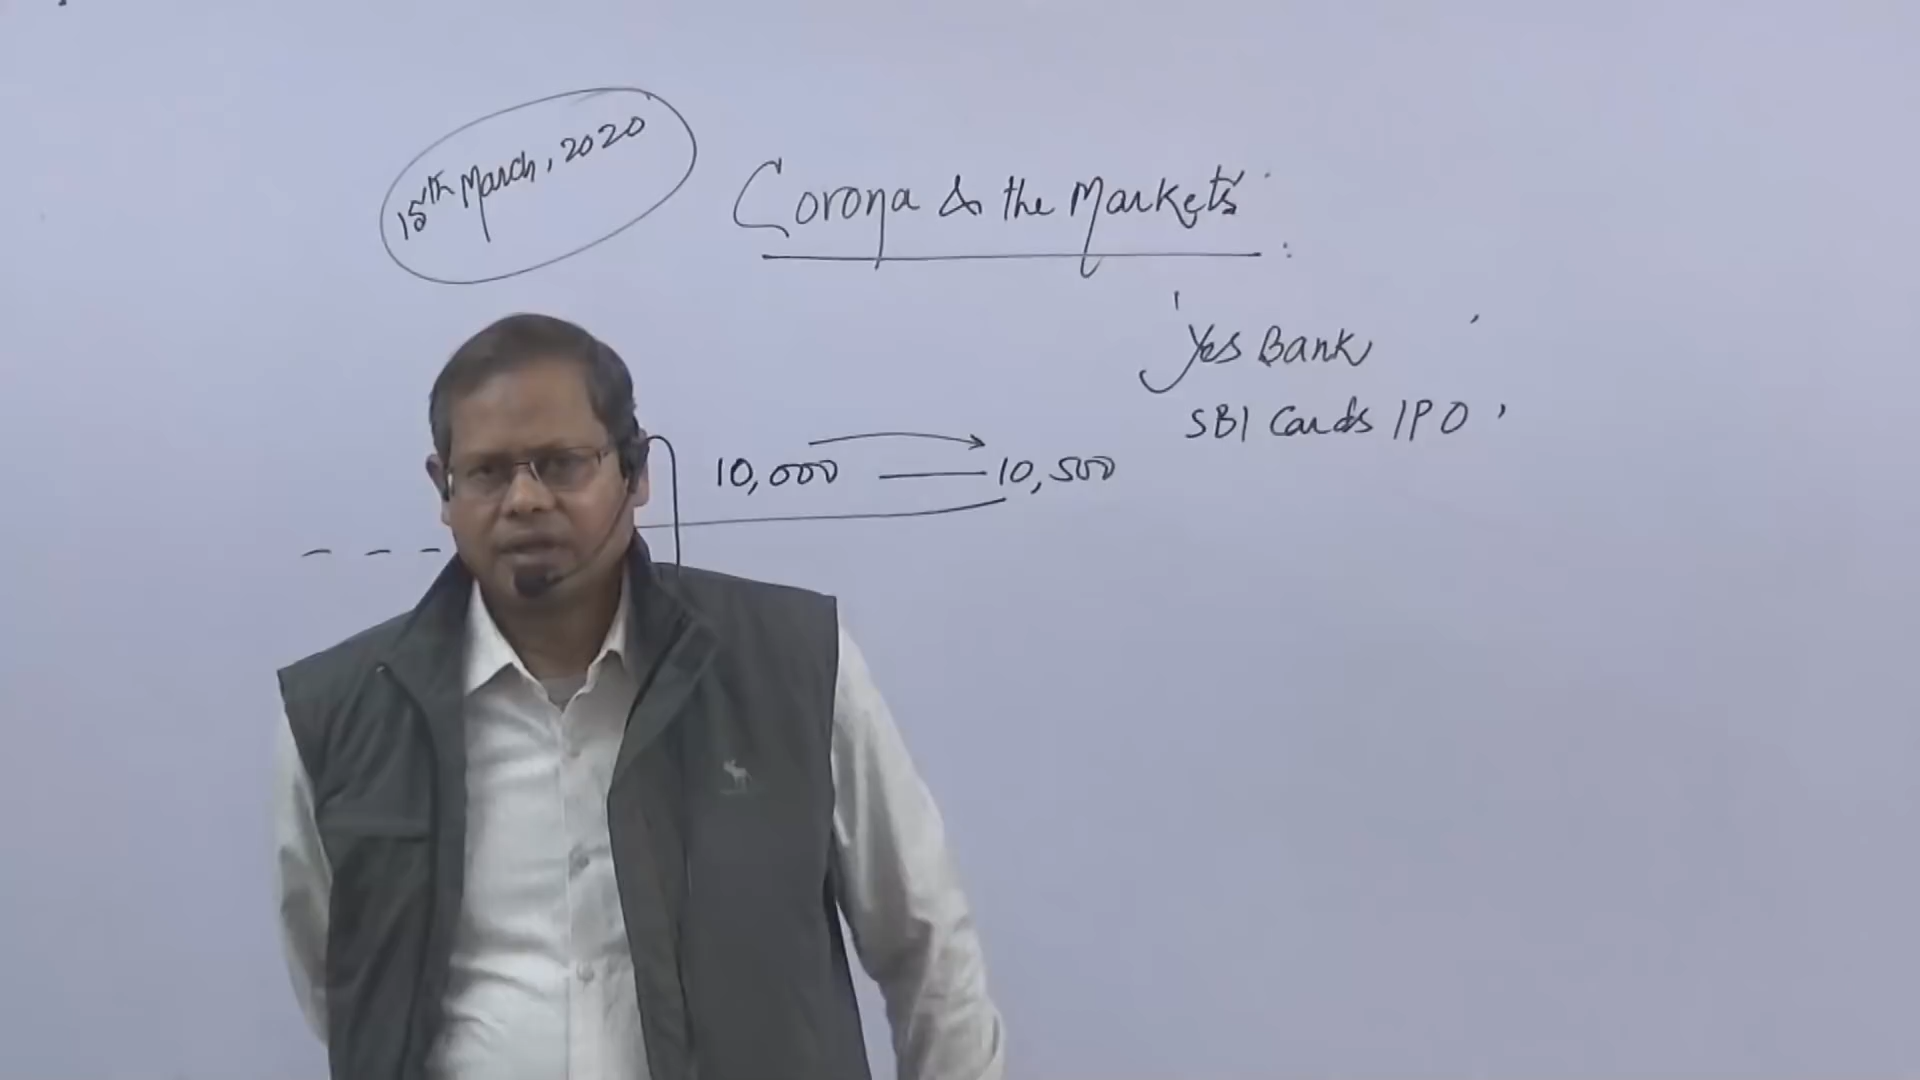 15th March, 2020
Corona & the Markets
Yes Bank
SBI Cards IPO
10,000 — 10,500